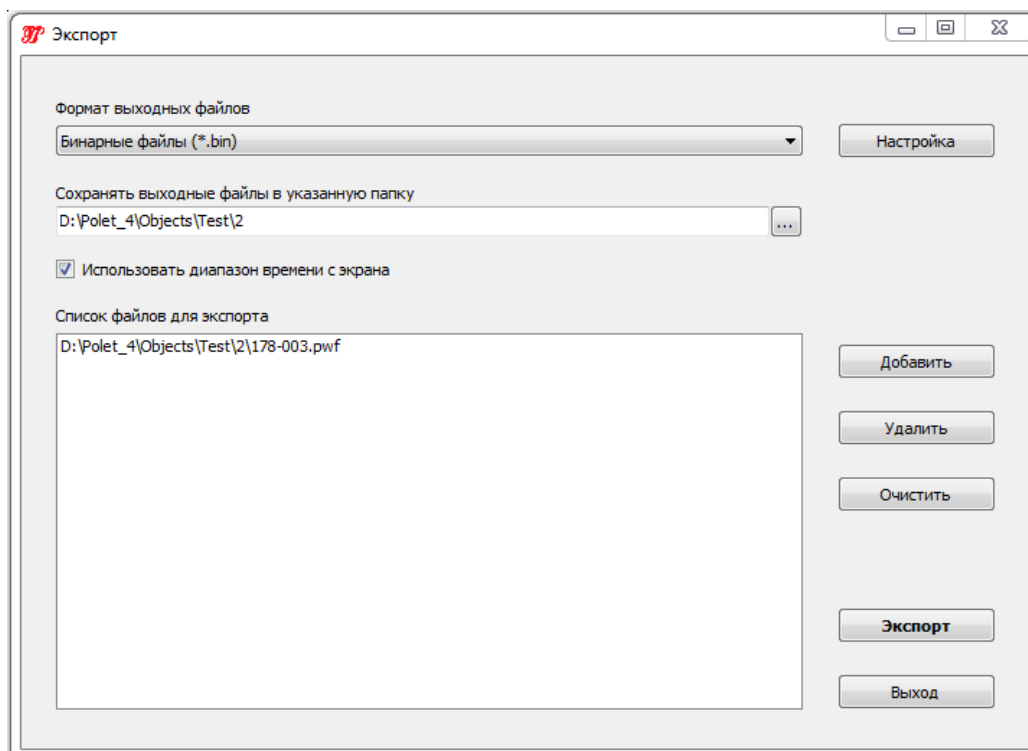 Экспорт
Формат выходных файлов
Бинарные файлы (*.bin)
Настройка
Сохранять выходные файлы в указанную папку
D:\Polet_4\Objects\Test\2
...
Использовать диапазон времени с экрана
Список файлов для экспорта
D:\Polet_4\Objects\Test\2\178-003.pwf
Добавить
Удалить
Очистить
Экспорт
Выход